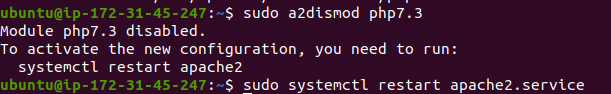 ubuntu@ip-172-31-45-247:~$ sudo a2dismod php7.3
Module php7.3 disabled.
To activate the new configuration, you need to run:
  systemctl restart apache2
ubuntu@ip-172-31-45-247:~$ sudo systemctl restart apache2.service